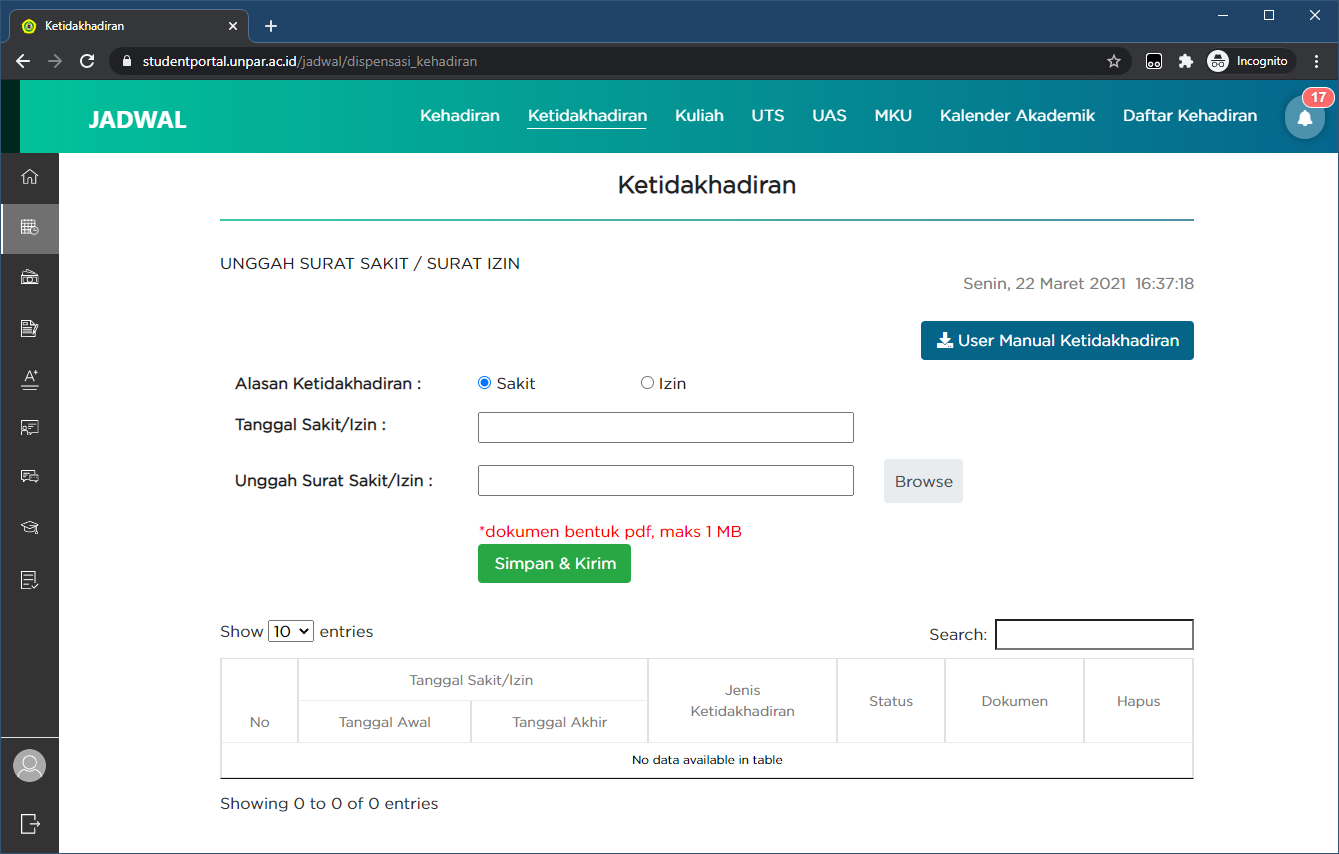 Ketidakhadiran
studentportal.unpar.ac.id/jadwal/dispensasi_kehadiran
Incognito
JADWAL
Kehadiran Ketidakhadiran Kuliah UTS UAS MKU Kalender Akademik Daftar Kehadiran
17
Ketidakhadiran
UNGGAH SURAT SAKIT / SURAT IZIN
Senin, 22 Maret 2021 16:37:18
User Manual Ketidakhadiran
Alasan Ketidakhadiran : Sakit Izin
Tanggal Sakit/Izin :
Unggah Surat Sakit/Izin : Browse
*dokumen bentuk pdf, maks 1 MB
Simpan & Kirim
Show 10 entries
Search:
Tanggal Sakit/Izin
No Tanggal Awal Tanggal Akhir
Jenis
Ketidakhadiran
Status Dokumen Hapus
No data available in table
Showing 0 to 0 of 0 entries